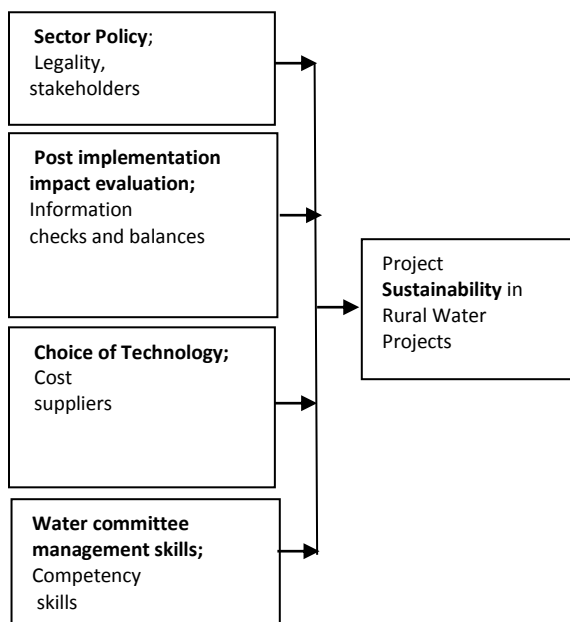 Sector Policy;
Legality,
stakeholders
Post implementation
impact evaluation;
Information
checks and balances
Choice of Technology;
Cost
suppliers
Water committee
management skills;
Competency
skills
Project
Sustainability in
Rural Water
Projects